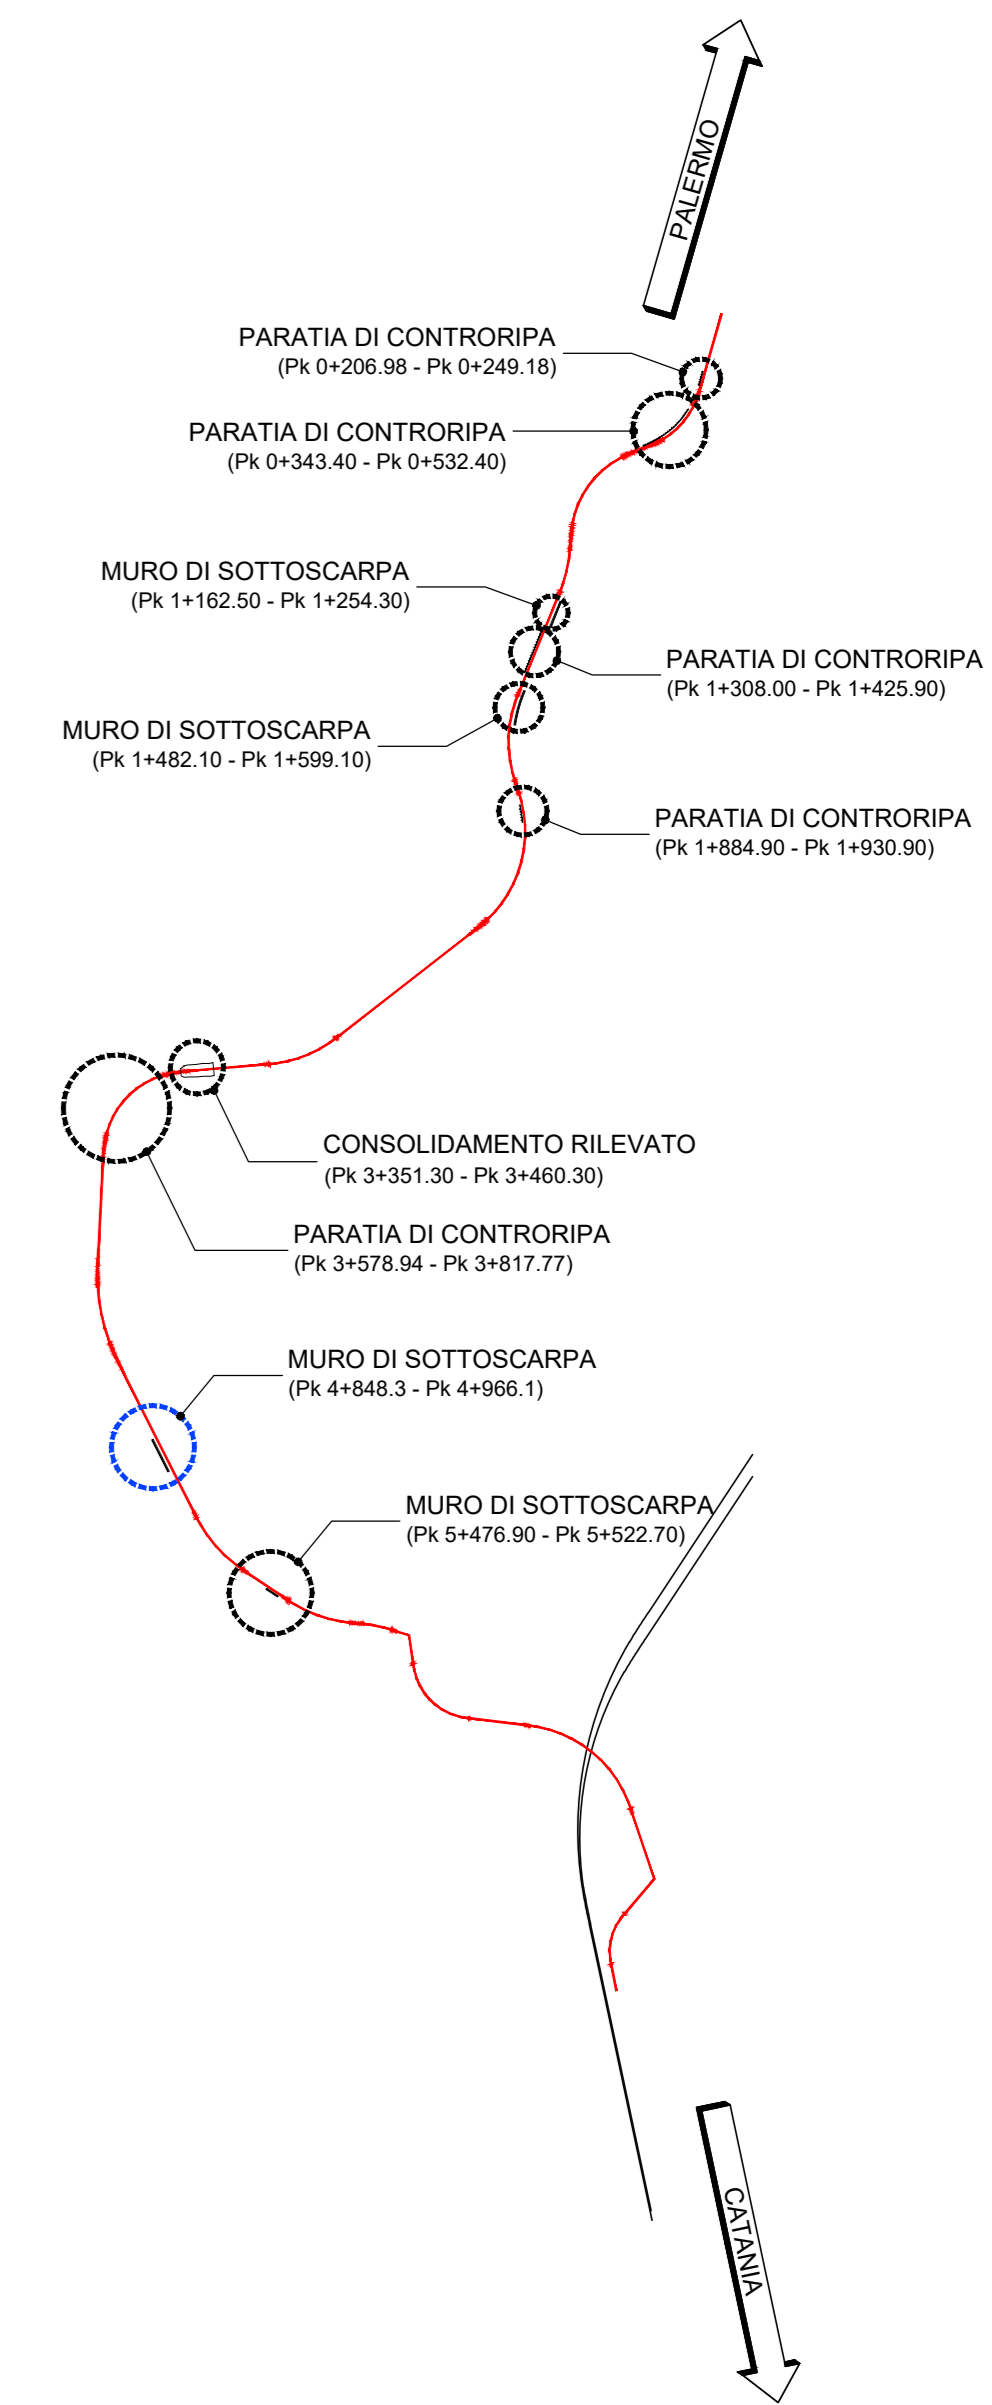 PALERMO
PARATIA DI CONTRORIPA
(Pk 0+206.98 - Pk 0+249.18)
PARATIA DI CONTRORIPA
(Pk 0+343.40 - Pk 0+532.40)
MURO DI SOTTOSCARPA
(Pk 1+162.50 - Pk 1+254.30)
PARATIA DI CONTRORIPA
(Pk 1+308.00 - Pk 1+425.90)
MURO DI SOTTOSCARPA
(Pk 1+482.10 - Pk 1+599.10)
PARATIA DI CONTRORIPA
(Pk 1+884.90 - Pk 1+930.90)
CONSOLIDAMENTO RILEVATO
(Pk 3+351.30 - Pk 3+460.30)
PARATIA DI CONTRORIPA
(Pk 3+578.94 - Pk 3+817.77)
MURO DI SOTTOSCARPA
(Pk 4+848.3 - Pk 4+966.1)
MURO DI SOTTOSCARPA
(Pk 5+476.90 - Pk 5+522.70)
CATANIA